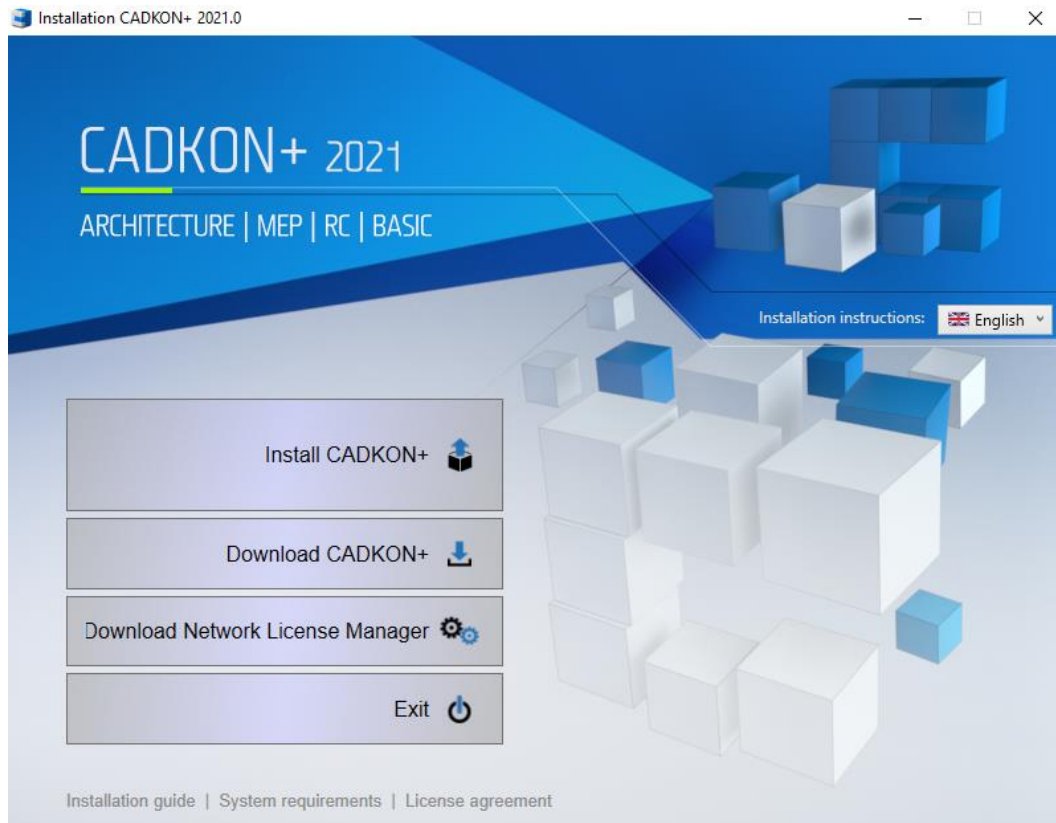 Installation CADKON+ 2021.0
CADKON+ 2021
ARCHITECTURE | MEP | RC | BASIC
Installation instructions: English
Install CADKON+
Download CADKON+
Download Network License Manager
Exit
Installation guide | System requirements | License agreement